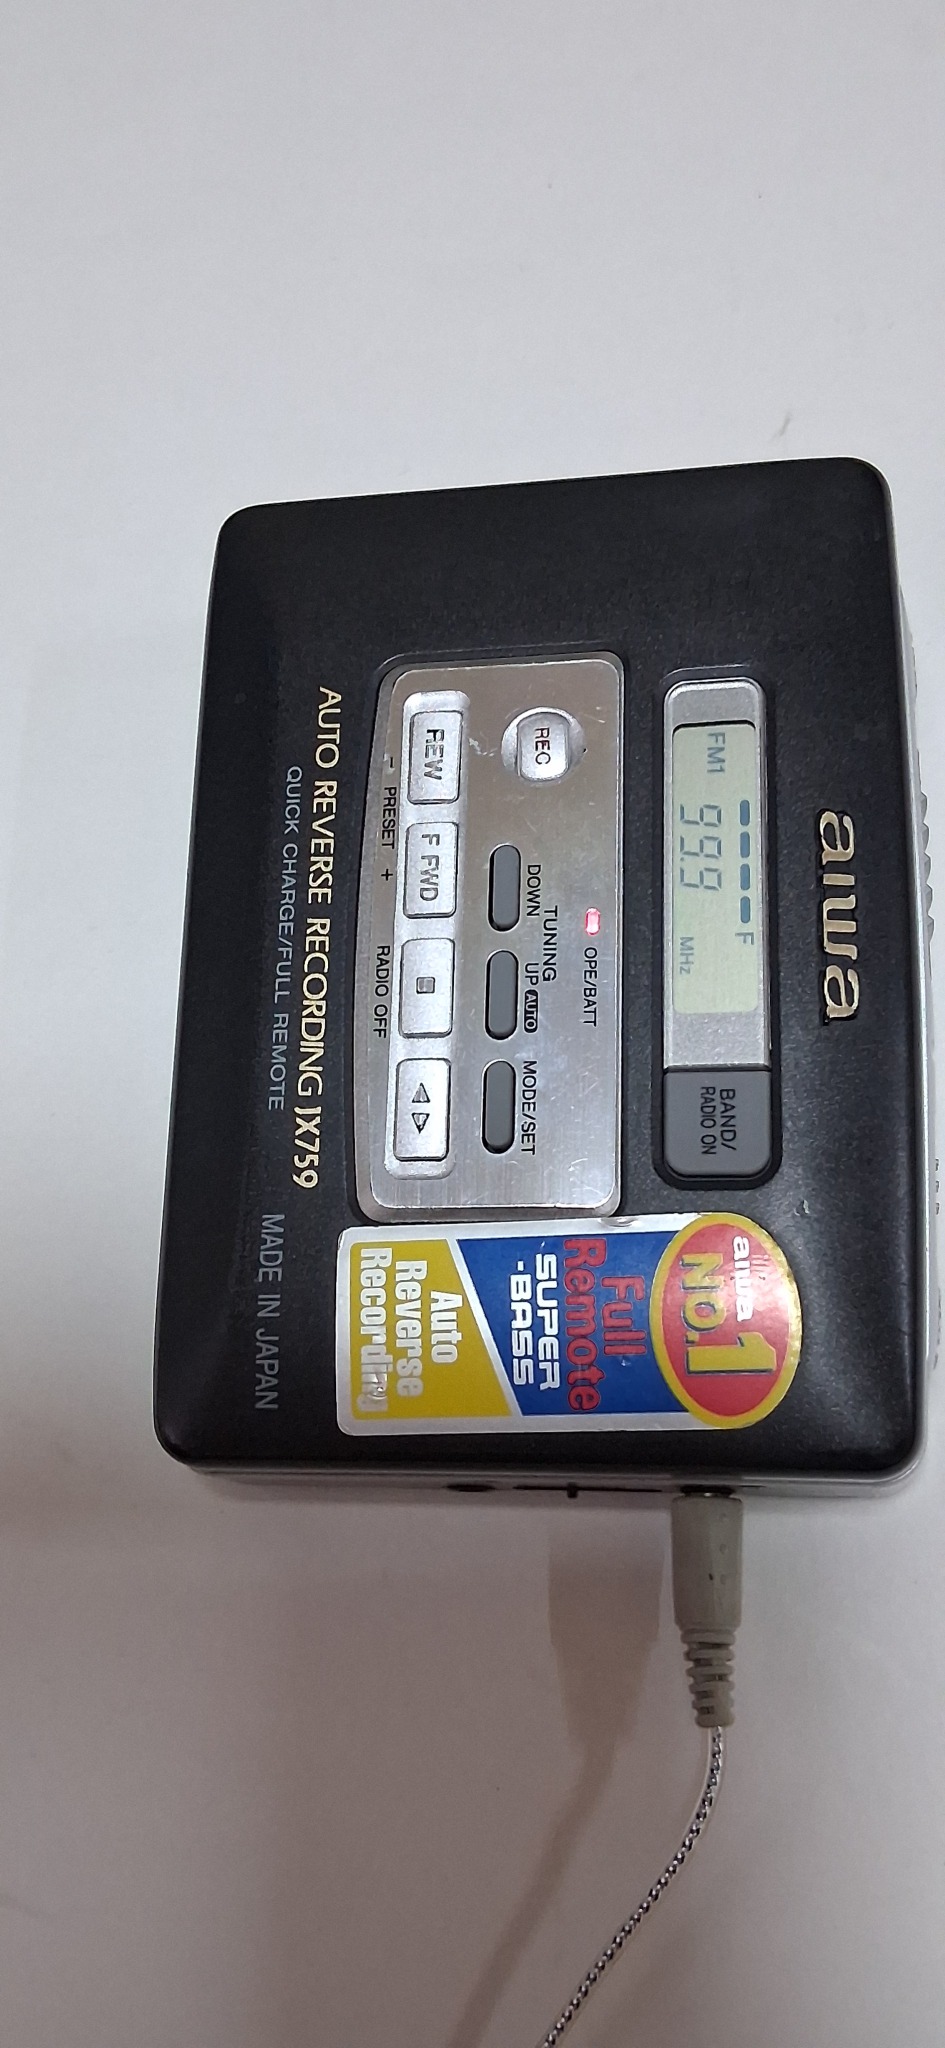 aiwa
F
FM1 99.9 MHz
BAND/
RADIO ON
OPE/BATT
REC
TUNING
DOWN
UP AUTO
MODE/SET
REW
F FWD
- PRESET +
RADIO OFF
AUTO REVERSE RECORDING JX759
QUICK CHARGE/FULL REMOTE
MADE IN JAPAN
aiwa
No.1
Full
Remote
SUPER
-BASS
Auto
Reverse
Recording